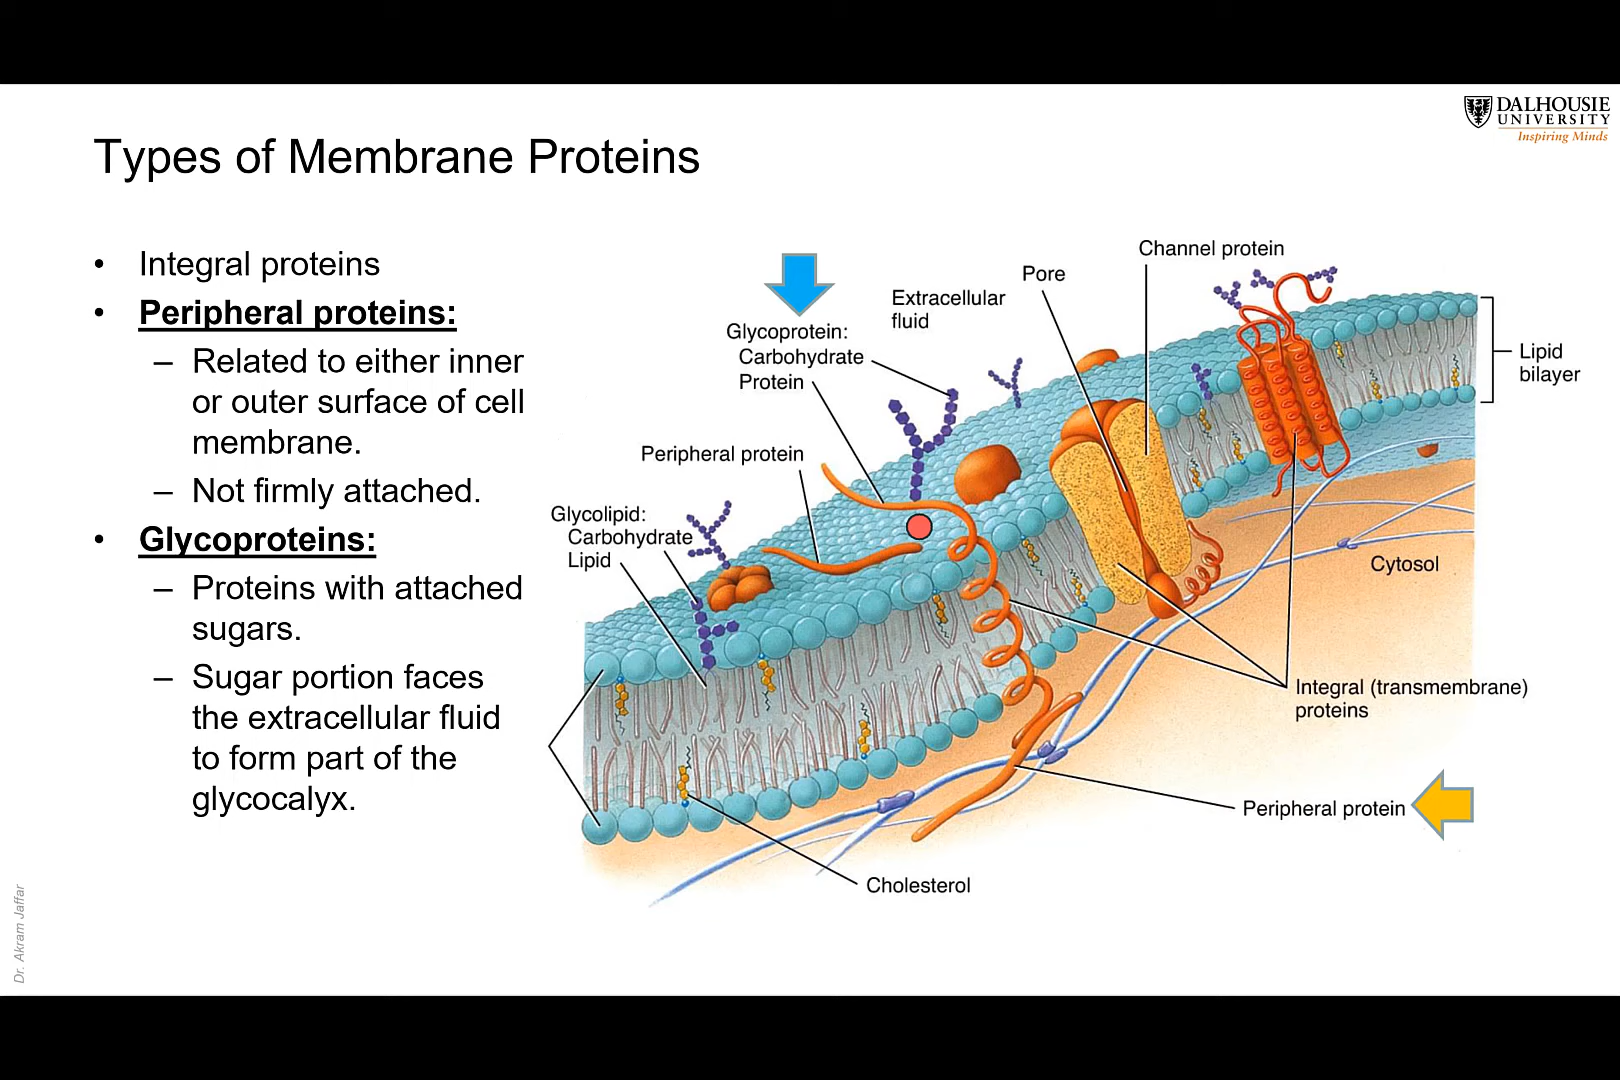 DALHOUSIE
UNIVERSITY
Inspiring Minds
Types of Membrane Proteins
• Integral proteins
• Peripheral proteins:
– Related to either inner
or outer surface of cell
membrane.
– Not firmly attached.
• Glycoproteins:
– Proteins with attached
sugars.
– Sugar portion faces
the extracellular fluid
to form part of the
glycocalyx.
Channel protein
Pore
Extracellular
fluid
Glycoprotein:
Carbohydrate
Protein
Lipid
bilayer
Peripheral protein
Glycolipid:
Carbohydrate
Lipid
Cytosol
Integral (transmembrane)
proteins
Peripheral protein
Cholesterol
Dr. Akram Jaffar